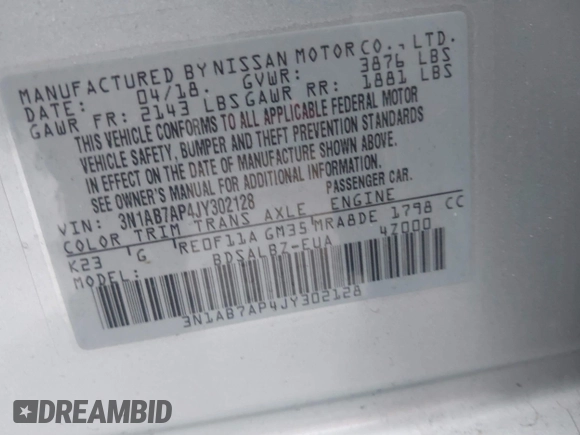 MANUFACTURED BY NISSAN MOTOR CO., LTD.
DATE: 04/18. GVWR: 3876 LBS
GAWR FR: 2143 LBS GAWR RR: 1881 LBS
THIS VEHICLE CONFORMS TO ALL APPLICABLE FEDERAL MOTOR
VEHICLE SAFETY, BUMPER AND THEFT PREVENTION STANDARDS
IN EFFECT ON THE DATE OF MANUFACTURE SHOWN ABOVE.
SEE OWNER'S MANUAL FOR ADDITIONAL INFORMATION.
VIN: 3N1AB7AP4JY302128 PASSENGER CAR.
COLOR TRIM TRANS AXLE ENGINE
K23 G RE0F11A GM35 MRA8DE 1798 CC
MODEL: BDSALBZ-EUA 4Z000
3N1AB7AP4JY302128
DREAMBID